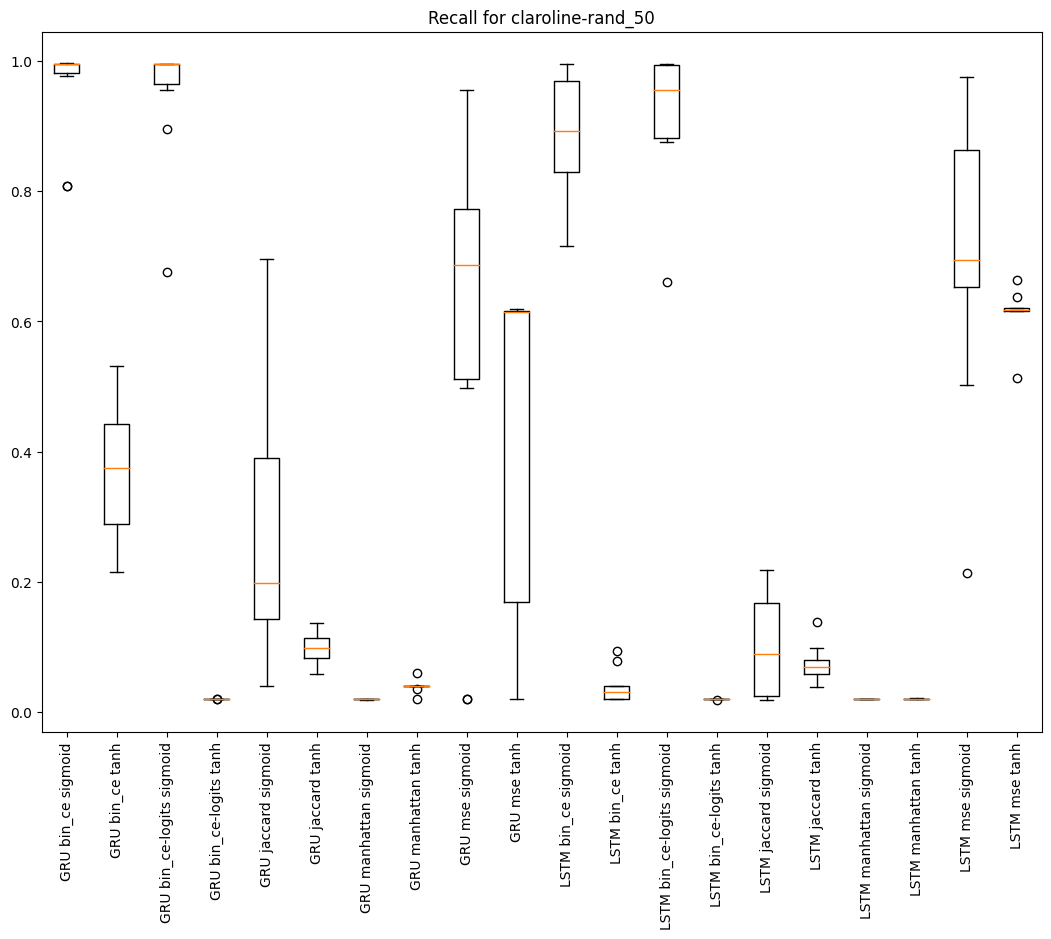 Recall for claroline-rand_50
1.0
0.8
0.6
0.4
0.2
0.0
GRU bin_ce sigmoid
GRU bin_ce tanh
GRU bin_ce-logits sigmoid
GRU bin_ce-logits tanh
GRU jaccard sigmoid
GRU jaccard tanh
GRU manhattan sigmoid
GRU manhattan tanh
GRU mse sigmoid
GRU mse tanh
LSTM bin_ce sigmoid
LSTM bin_ce tanh
LSTM bin_ce-logits sigmoid
LSTM bin_ce-logits tanh
LSTM jaccard sigmoid
LSTM jaccard tanh
LSTM manhattan sigmoid
LSTM manhattan tanh
LSTM mse sigmoid
LSTM mse tanh